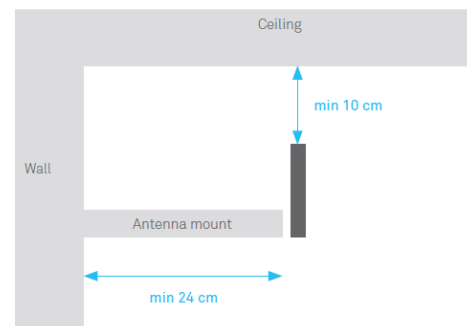 Ceiling
min 10 cm
Wall
Antenna mount
min 24 cm